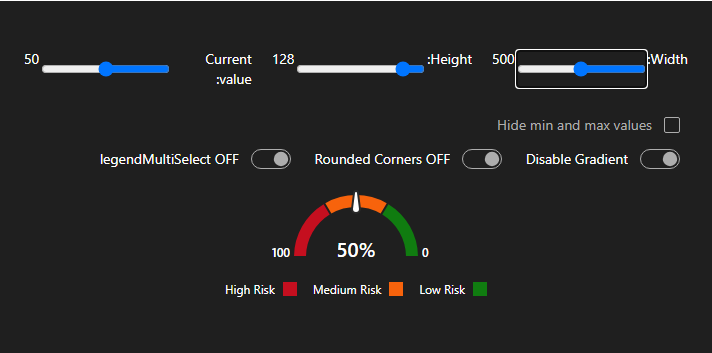 50
Current
:value
128
:Height
500
:Width
Hide min and max values
legendMultiSelect OFF
Rounded Corners OFF
Disable Gradient
100
50%
0
High Risk
Medium Risk
Low Risk